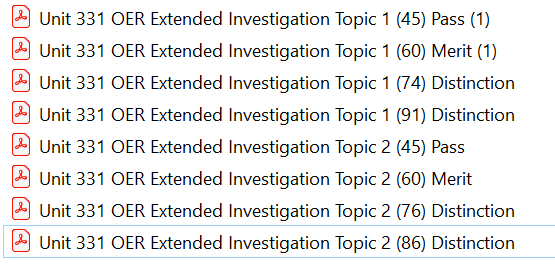 Unit 331 OER Extended Investigation Topic 1 (45) Pass (1)
Unit 331 OER Extended Investigation Topic 1 (60) Merit (1)
Unit 331 OER Extended Investigation Topic 1 (74) Distinction
Unit 331 OER Extended Investigation Topic 1 (91) Distinction
Unit 331 OER Extended Investigation Topic 2 (45) Pass
Unit 331 OER Extended Investigation Topic 2 (60) Merit
Unit 331 OER Extended Investigation Topic 2 (76) Distinction
Unit 331 OER Extended Investigation Topic 2 (86) Distinction